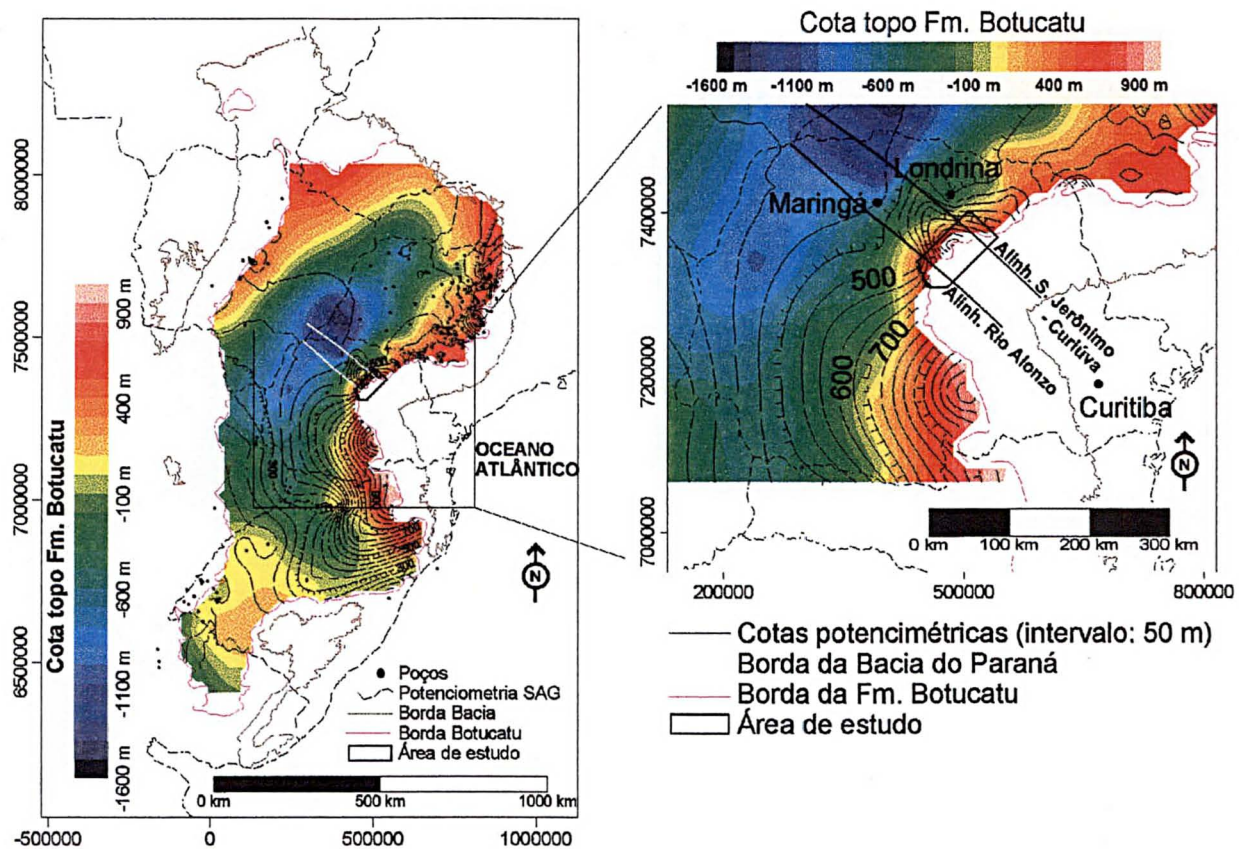 Cota topo Fm. Botucatu
-1600 m -1100 m -600 m -100 m 400 m 900 m
8000000
7500000
7000000
6500000
Cota topo Fm. Botucatu
900 m
400 m
-100 m
-600 m
-1100 m
-1600 m
OCEANO
ATLÂNTICO
N
Poços
Potenciometria SAG
Borda Bacia
Borda Botucatu
Área de estudo
0 km 500 km 1000 km
-500000 0 500000 1000000
7400000
7200000
7000000
Londrina
Maringá
500
600
700
Alinh. S. Jerônimo
- Curiúva
Alinh. Rio Alonzo
Curitiba
N
0 km 100 km 200 km 300 km
200000 500000 800000
Cotas potencimétricas (intervalo: 50 m)
Borda da Bacia do Paraná
Borda da Fm. Botucatu
Área de estudo